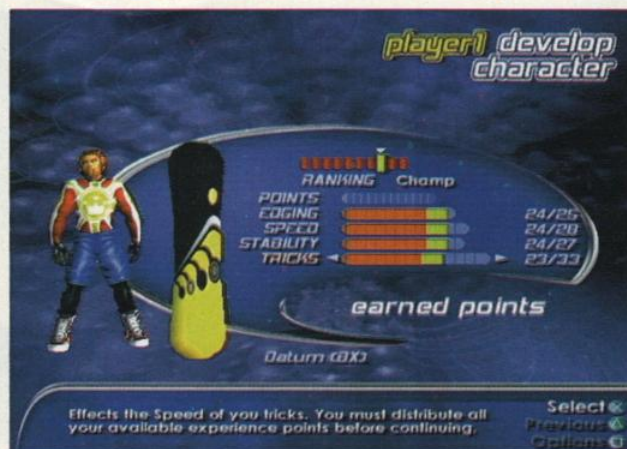 player1 develop
character
RANKING Champ
POINTS
EDGING 24/25
SPEED 24/28
STABILITY 24/27
TRICKS 23/33
earned points
Datum (BX)
Effects the Speed of you tricks. You must distribute all
your available experience points before continuing.
Select
Previous
Options